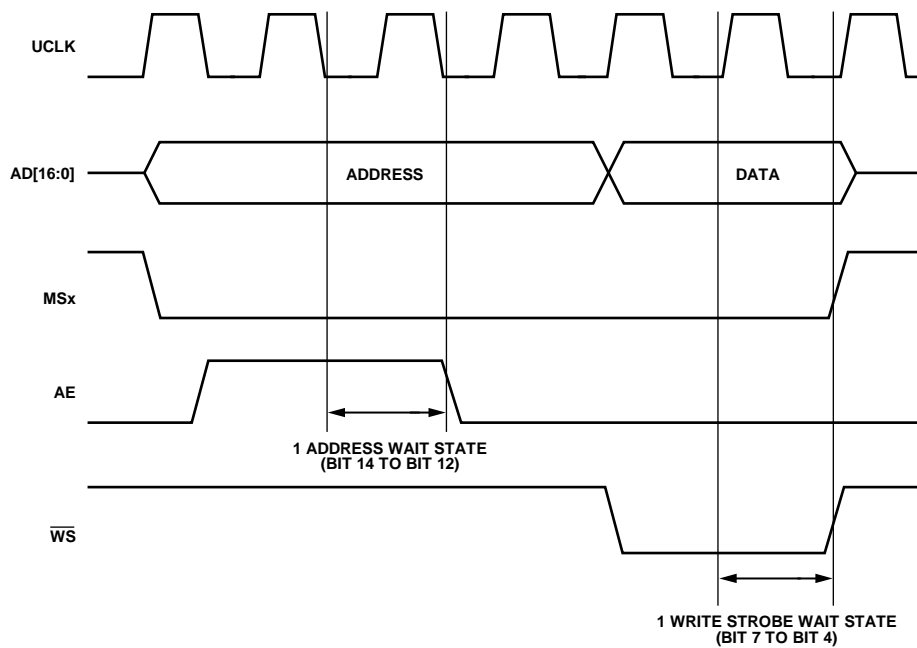 UCLK
AD[16:0]
ADDRESS
DATA
MSx
AE
1 ADDRESS WAIT STATE
(BIT 14 TO BIT 12)
WS
1 WRITE STROBE WAIT STATE
(BIT 7 TO BIT 4)